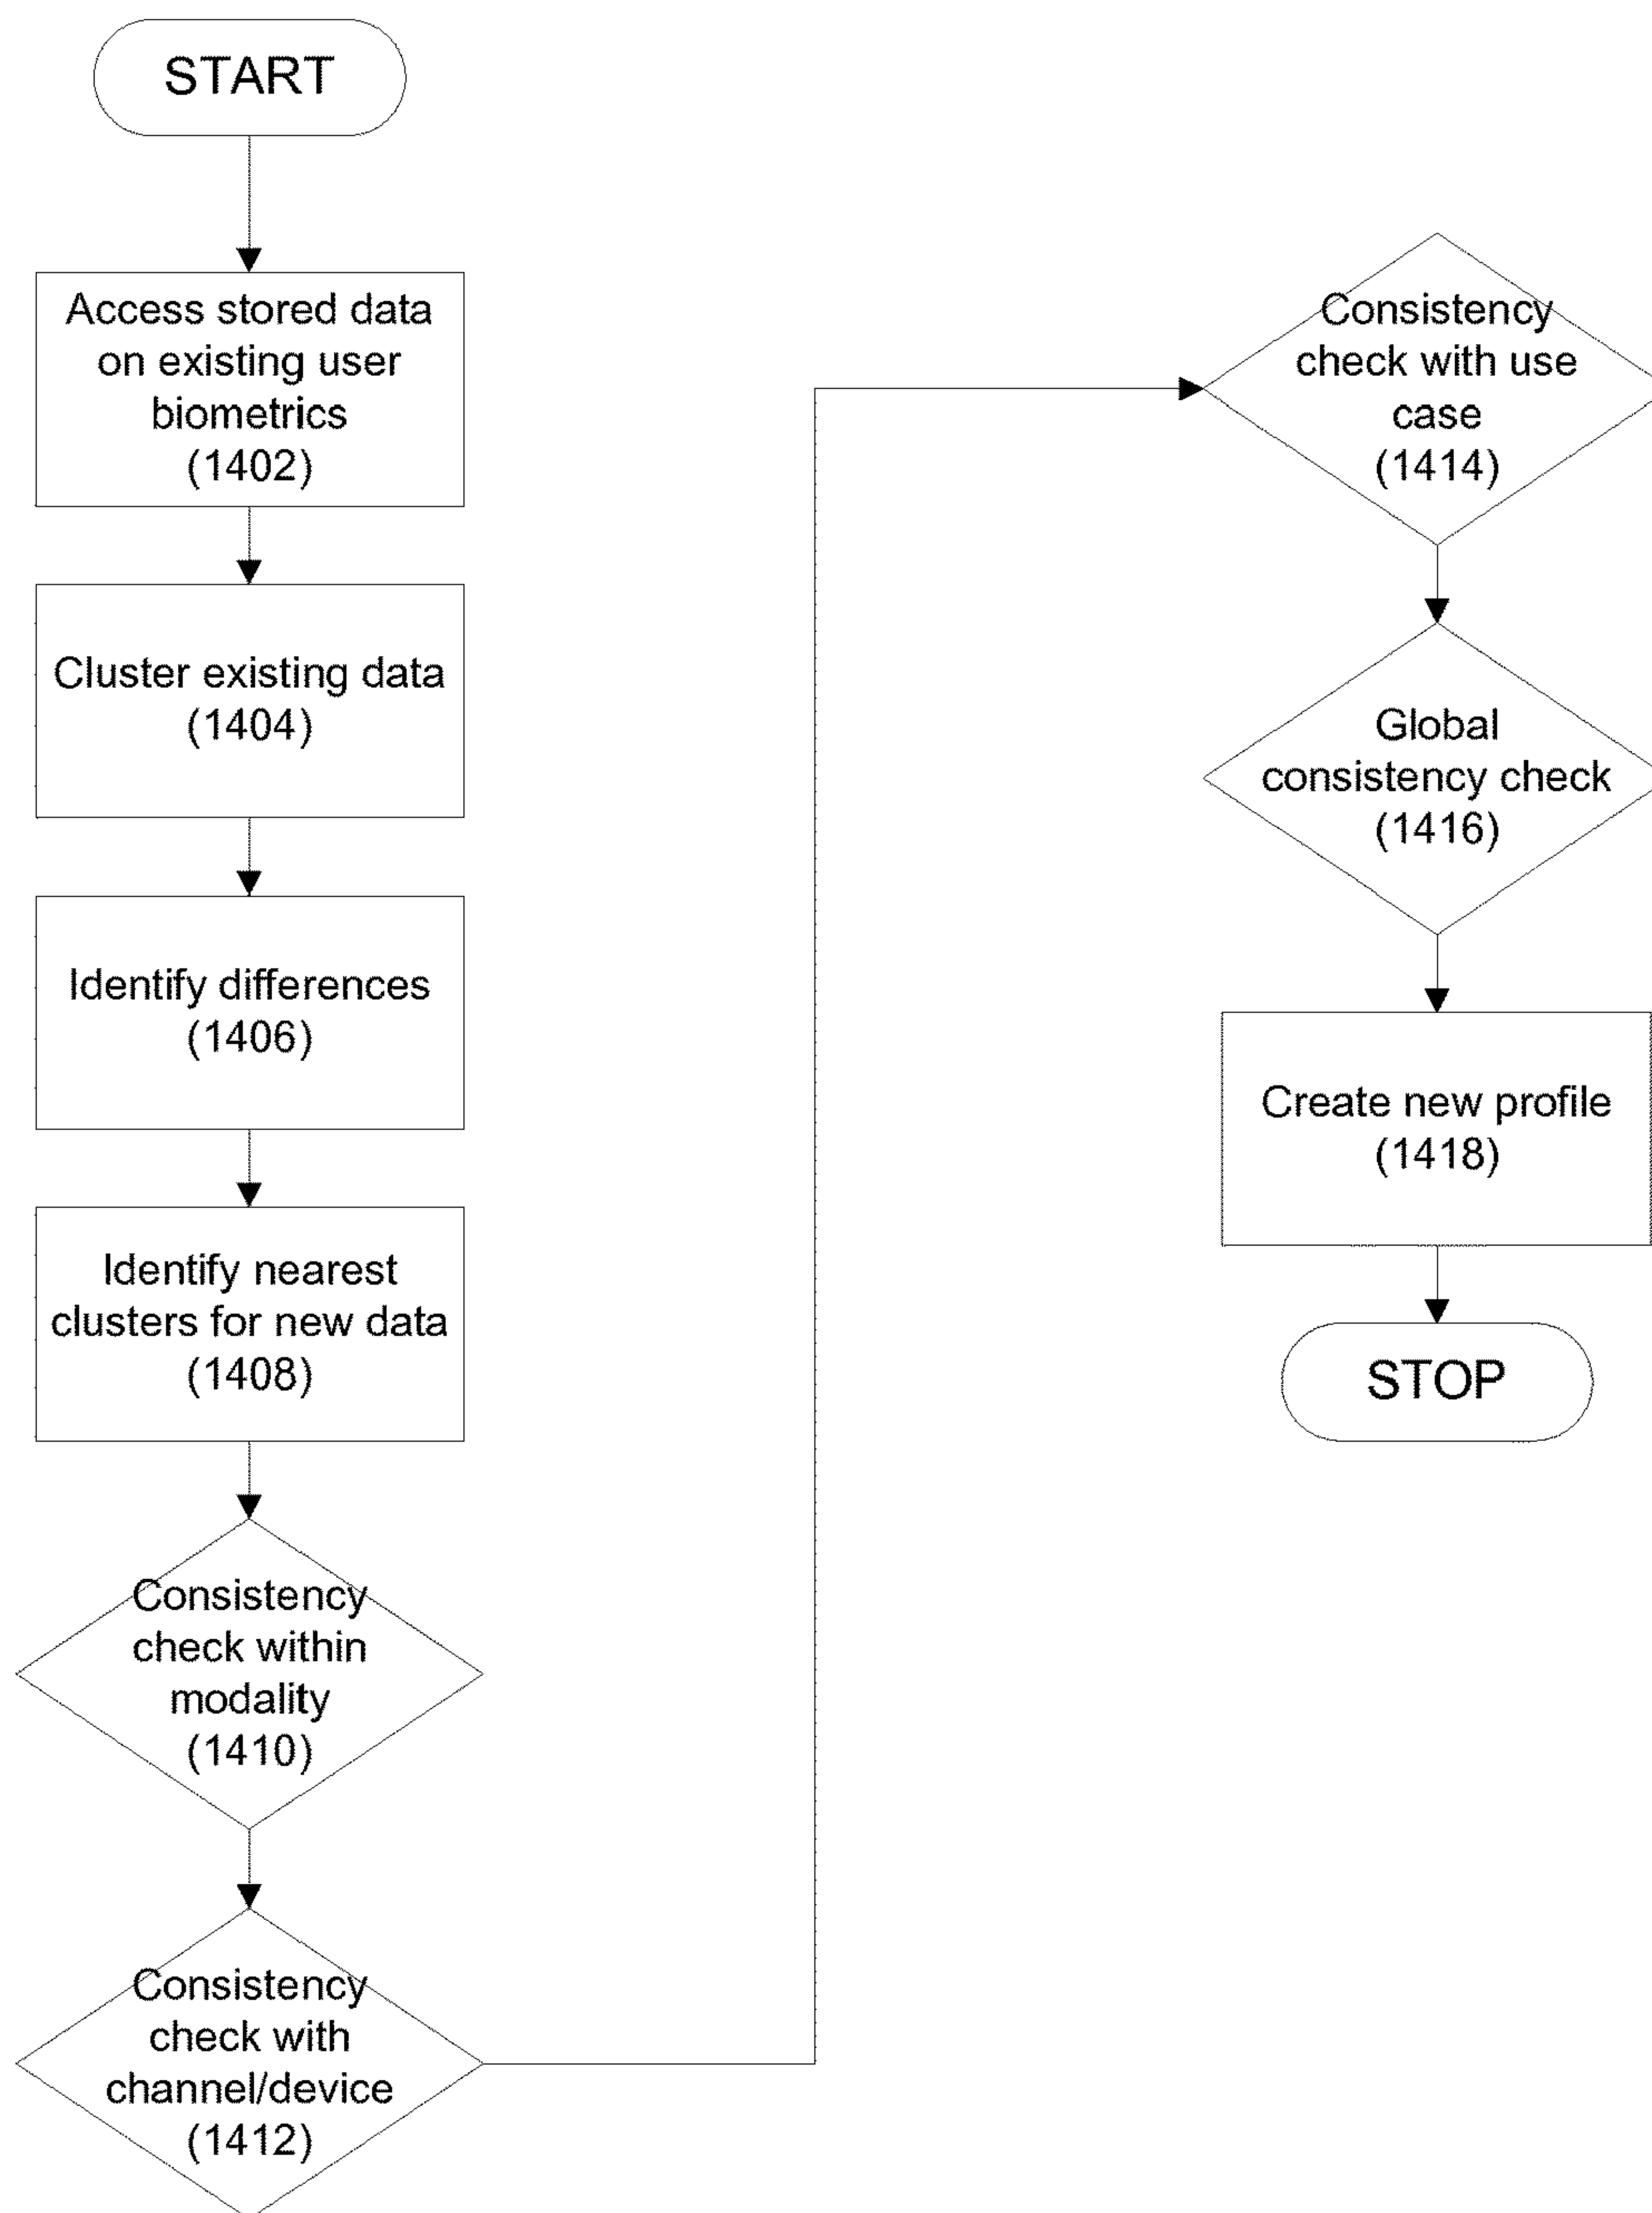 START
Access stored data
on existing user
biometrics
(1402)
Cluster existing data
(1404)
Identify differences
(1406)
Identify nearest
clusters for new data
(1408)
Consistency
check within
modality
(1410)
Consistency
check with
channel/device
(1412)
Consistency
check with use
case
(1414)
Global
consistency check
(1416)
Create new profile
(1418)
STOP